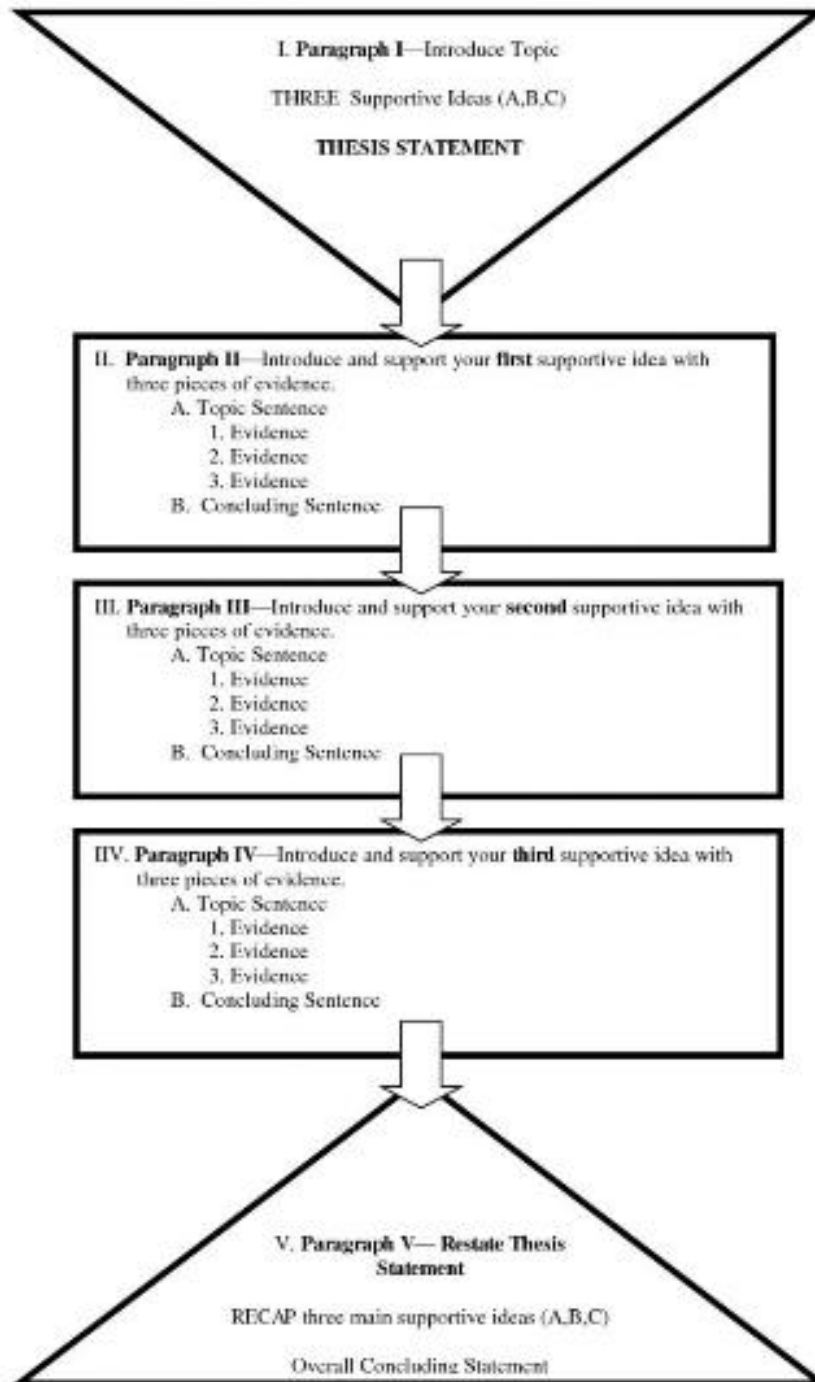 I. Paragraph I—Introduce Topic
THREE Supportive Ideas (A,B,C)
THESIS STATEMENT
II. Paragraph II—Introduce and support your first supportive idea with
three pieces of evidence.
A. Topic Sentence
1. Evidence
2. Evidence
3. Evidence
B. Concluding Sentence
III. Paragraph III—Introduce and support your second supportive idea with
three pieces of evidence.
A. Topic Sentence
1. Evidence
2. Evidence
3. Evidence
B. Concluding Sentence
IIV. Paragraph IV—Introduce and support your third supportive idea with
three pieces of evidence.
A. Topic Sentence
1. Evidence
2. Evidence
3. Evidence
B. Concluding Sentence
V. Paragraph V— Restate Thesis
Statement
RECAP three main supportive ideas (A,B,C)
Overall Concluding Statement